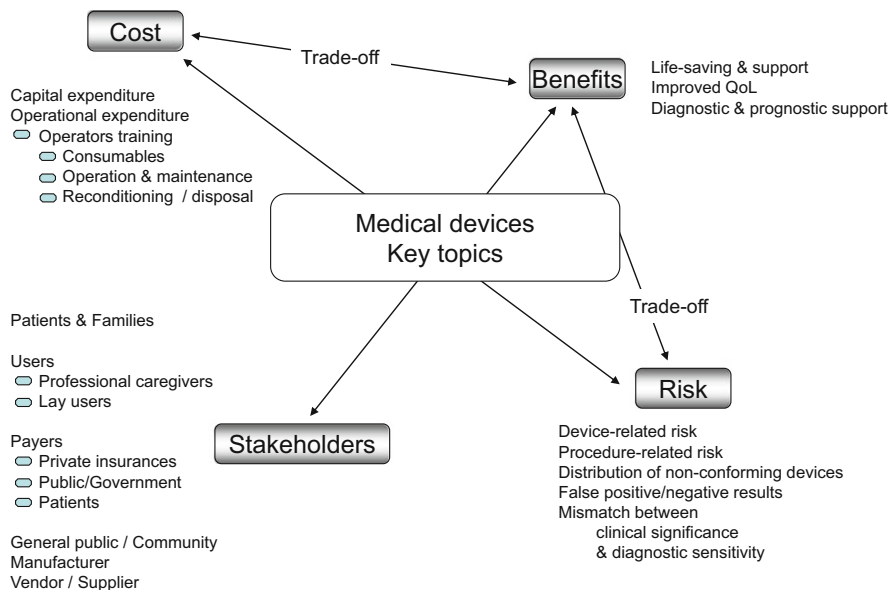 Cost
Trade-off
Benefits
Life-saving & support
Improved QoL
Diagnostic & prognostic support
Capital expenditure
Operational expenditure
Operators training
Consumables
Operation & maintenance
Reconditioning / disposal
Medical devices
Key topics
Trade-off
Patients & Families
Users
Professional caregivers
Lay users
Payers
Private insurances
Public/Government
Patients
General public / Community
Manufacturer
Vendor / Supplier
Stakeholders
Risk
Device-related risk
Procedure-related risk
Distribution of non-conforming devices
False positive/negative results
Mismatch between
clinical significance
& diagnostic sensitivity